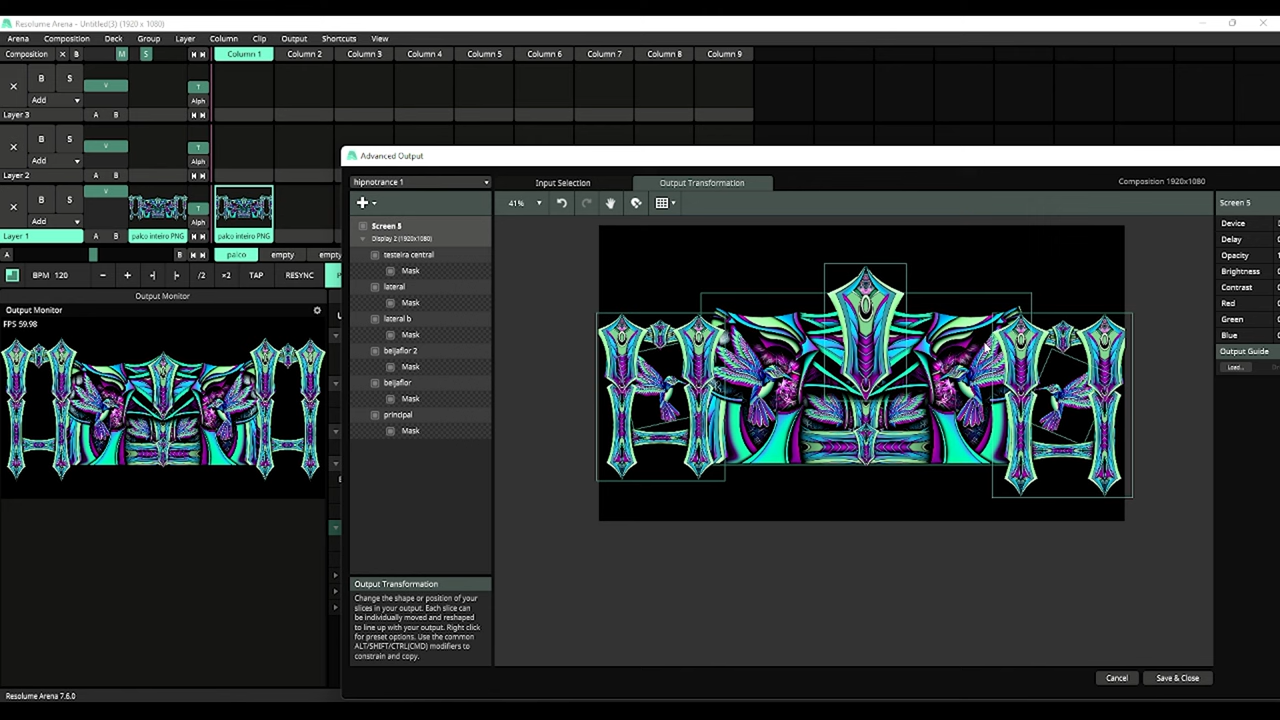 Resolume Arena - Untitled(3) (1920 x 1080)
Arena Composition Deck Group Layer Column Clip Output Shortcuts View
Composition × B M S Column 1 Column 2 Column 3 Column 4 Column 5 Column 6 Column 7 Column 8 Column 9
B S V T
Add Alph
Layer 3 A B
B S V T
Add Alph
Layer 2 A B
B S V T
Add Alph
Layer 1 A B palco inteiro PNG palco inteiro PNG
A B palco empty empty
BPM 120 − + /2 ×2 TAP RESYNC
Output Monitor
Output Monitor
FPS 59.98
Resolume Arena 7.6.0
Advanced Output
hipnotrance 1 Input Selection Output Transformation Composition 1920x1080
41%
Screen 5
Display 2 (1920x1080)
testeira central
Mask
lateral
Mask
lateral b
Mask
beijaflor 2
Mask
beijaflor
Mask
principal
Mask
Output Transformation
Change the shape or position of your
slices in your output. Each slice can
be individually moved and reshaped
to line up with your output. Right click
for preset options. Use the common
ALT/SHIFT/CTRL(CMD) modifiers to
constrain and copy.
Screen 5
Device
Delay
Opacity
Brightness
Contrast
Red
Green
Blue
Output Guide
Load...
Cancel Save & Close